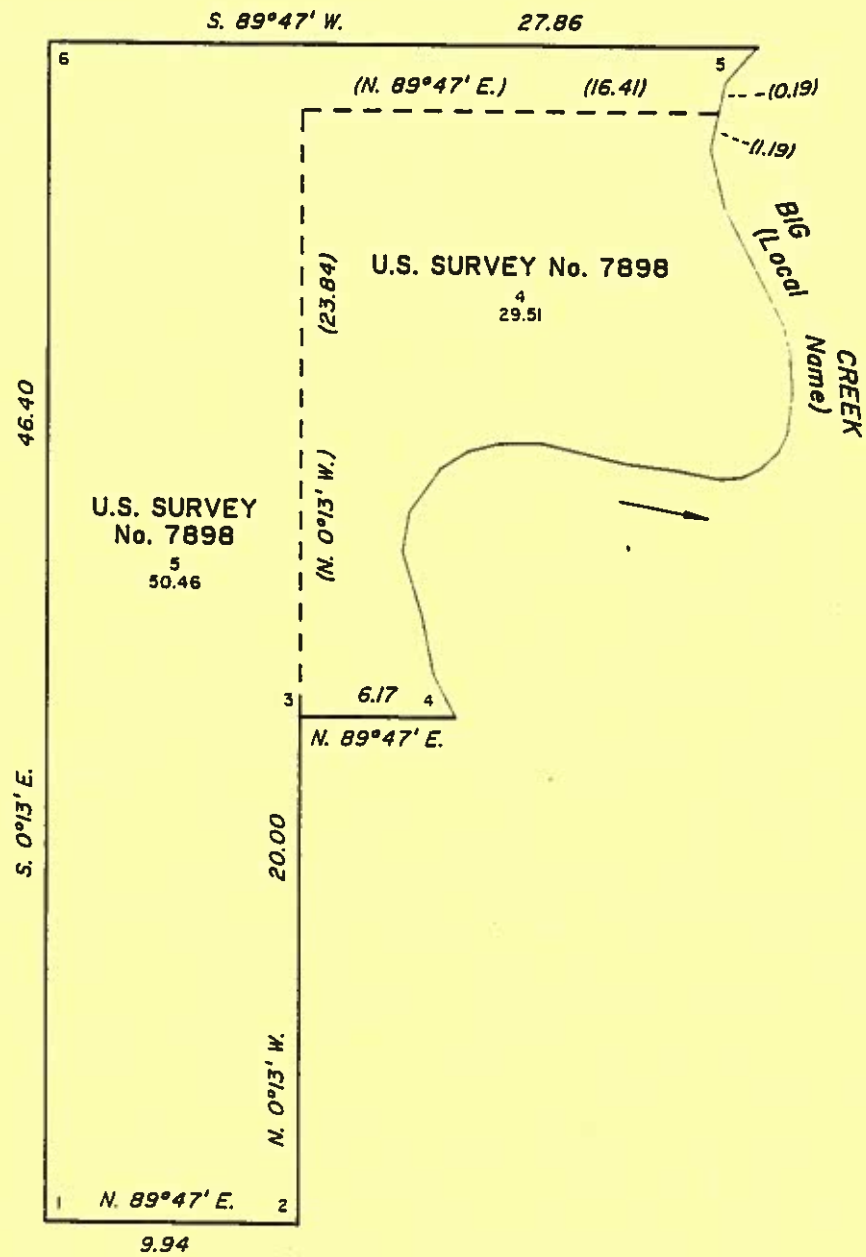 S. 89°47' W. 27.86
6
5
(N. 89°47' E.) (16.41)
(0.19)
(1.19)
BIG CREEK
(Local Name)
U.S. SURVEY No. 7898
4
29.51
(23.84)
(N. 0°13' W.)
46.40
S. 0°13' E.
U.S. SURVEY
No. 7898
5
50.46
3
6.17
4
N. 89°47' E.
20.00
N. 0°13' W.
1
N. 89°47' E.
2
9.94